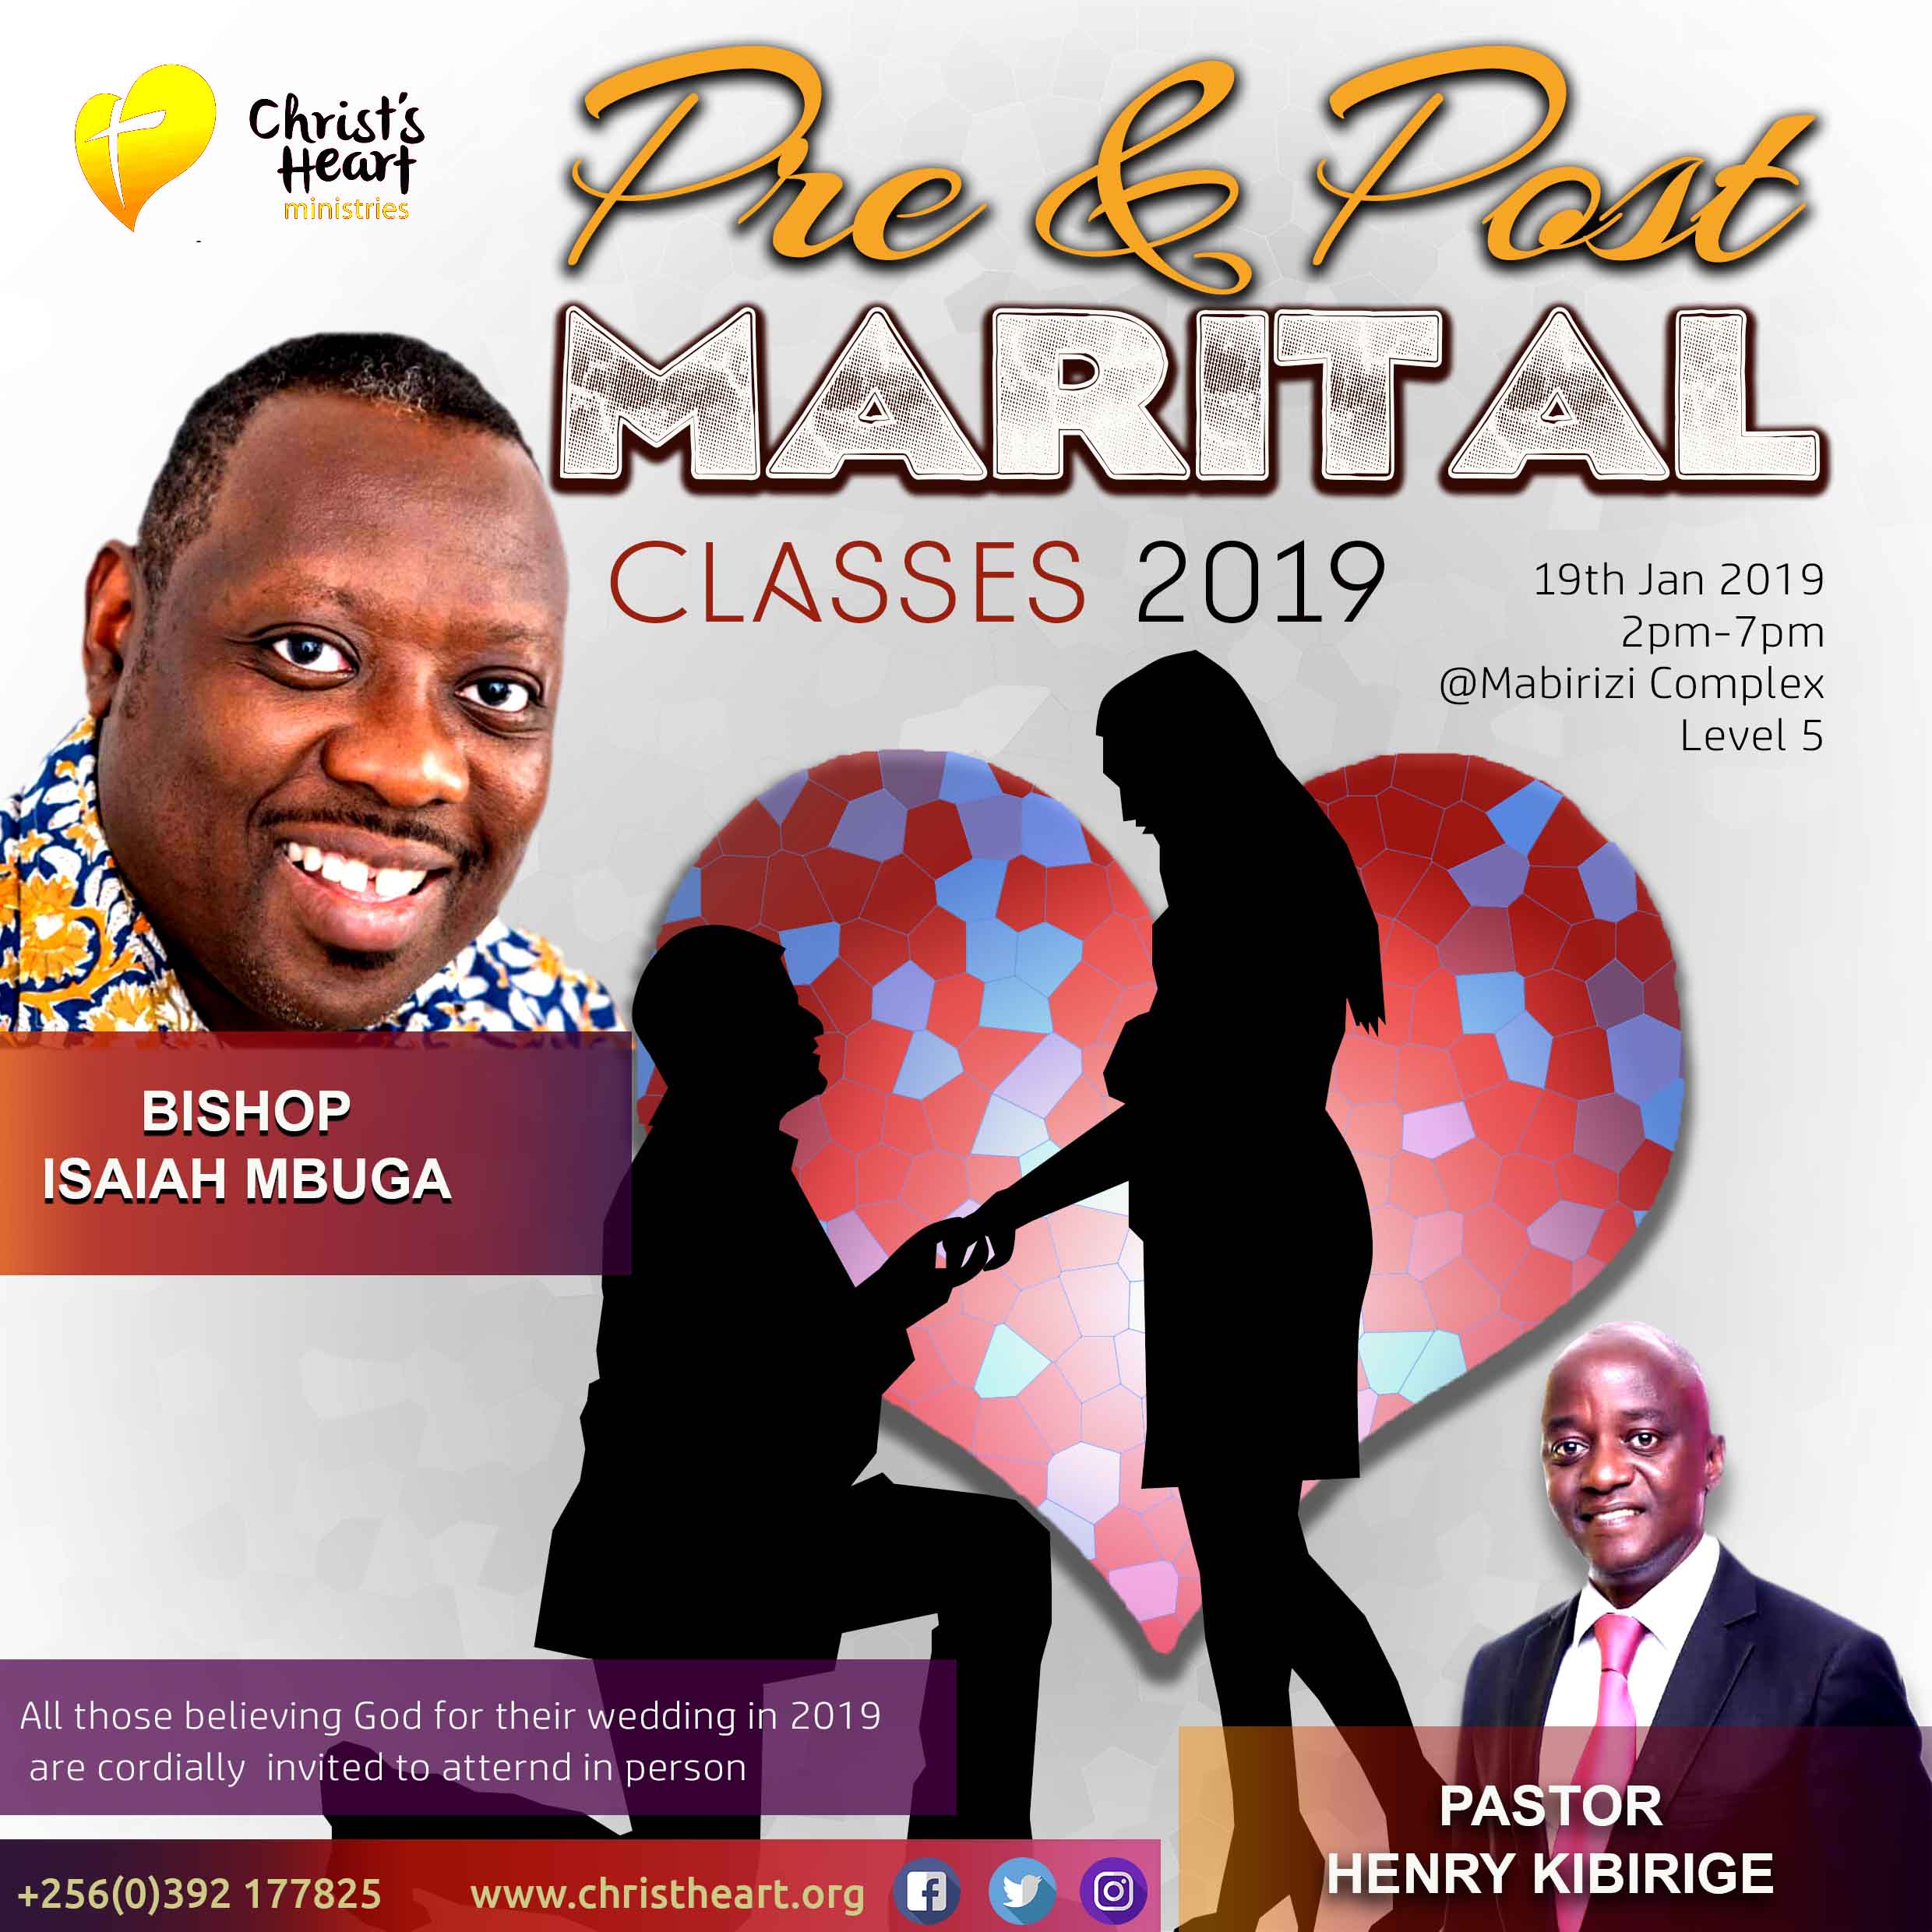 Christ's
Heart
ministries
Pre & Post
MARITAL
CLASSES 2019
19th Jan 2019
2pm-7pm
@Mabirizi Complex
Level 5
BISHOP
ISAIAH MBUGA
All those believing God for their wedding in 2019
are cordially invited to atternd in person
PASTOR
HENRY KIBIRIGE
+256(0)392 177825 www.christheart.org